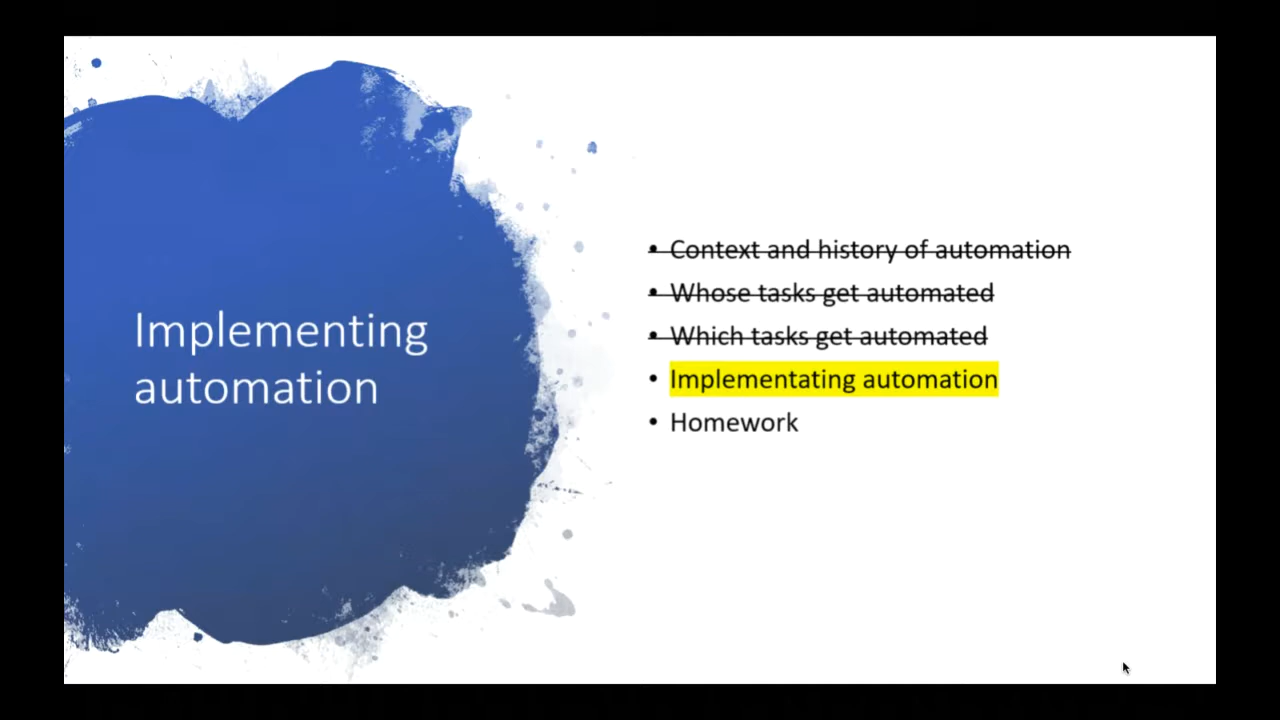 Implementing
automation
• Context and history of automation
• Whose tasks get automated
• Which tasks get automated
• Implementating automation
• Homework